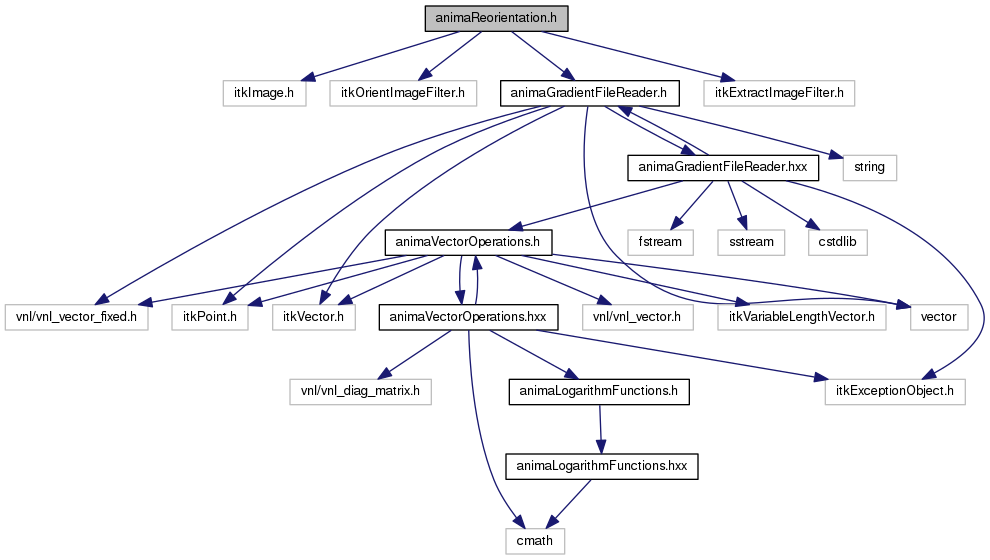 animaReorientation.h
itkImage.h
itkOrientImageFilter.h
animaGradientFileReader.h
itkExtractImageFilter.h
animaGradientFileReader.hxx
string
animaVectorOperations.h
fstream
sstream
cstdlib
vnl/vnl_vector_fixed.h
itkPoint.h
itkVector.h
animaVectorOperations.hxx
vnl/vnl_vector.h
itkVariableLengthVector.h
vector
vnl/vnl_diag_matrix.h
animaLogarithmFunctions.h
itkExceptionObject.h
animaLogarithmFunctions.hxx
cmath